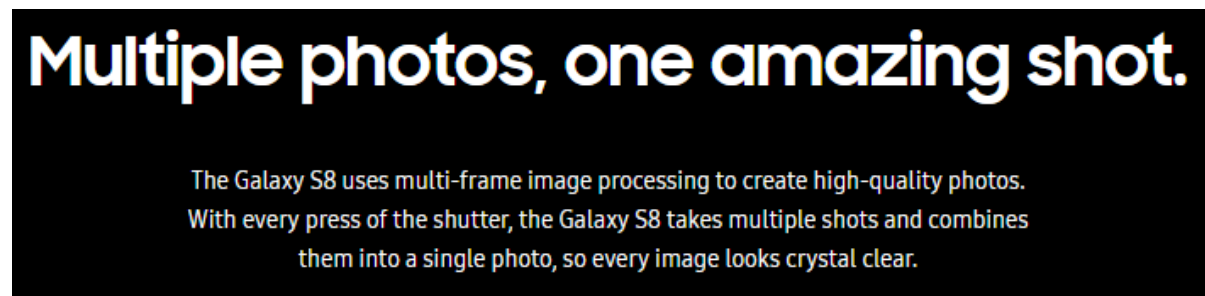 Multiple photos, one amazing shot.
The Galaxy S8 uses multi-frame image processing to create high-quality photos.
With every press of the shutter, the Galaxy S8 takes multiple shots and combines
them into a single photo, so every image looks crystal clear.